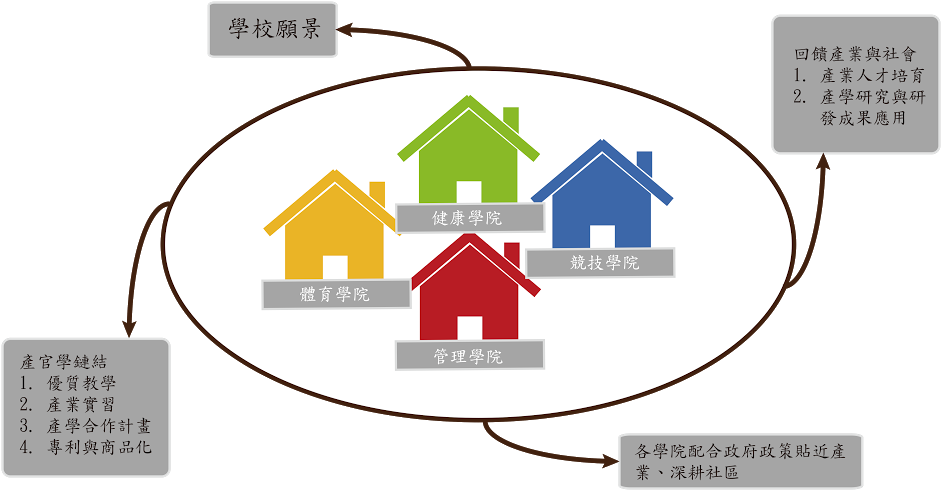 學校願景
回饋產業與社會
1. 產業人才培育
2. 產學研究與研
發成果應用
健康學院
競技學院
體育學院
管理學院
產官學鏈結
1. 優質教學
2. 產業實習
3. 產學合作計畫
4. 專利與商品化
各學院配合政府政策貼近產
業、深耕社區